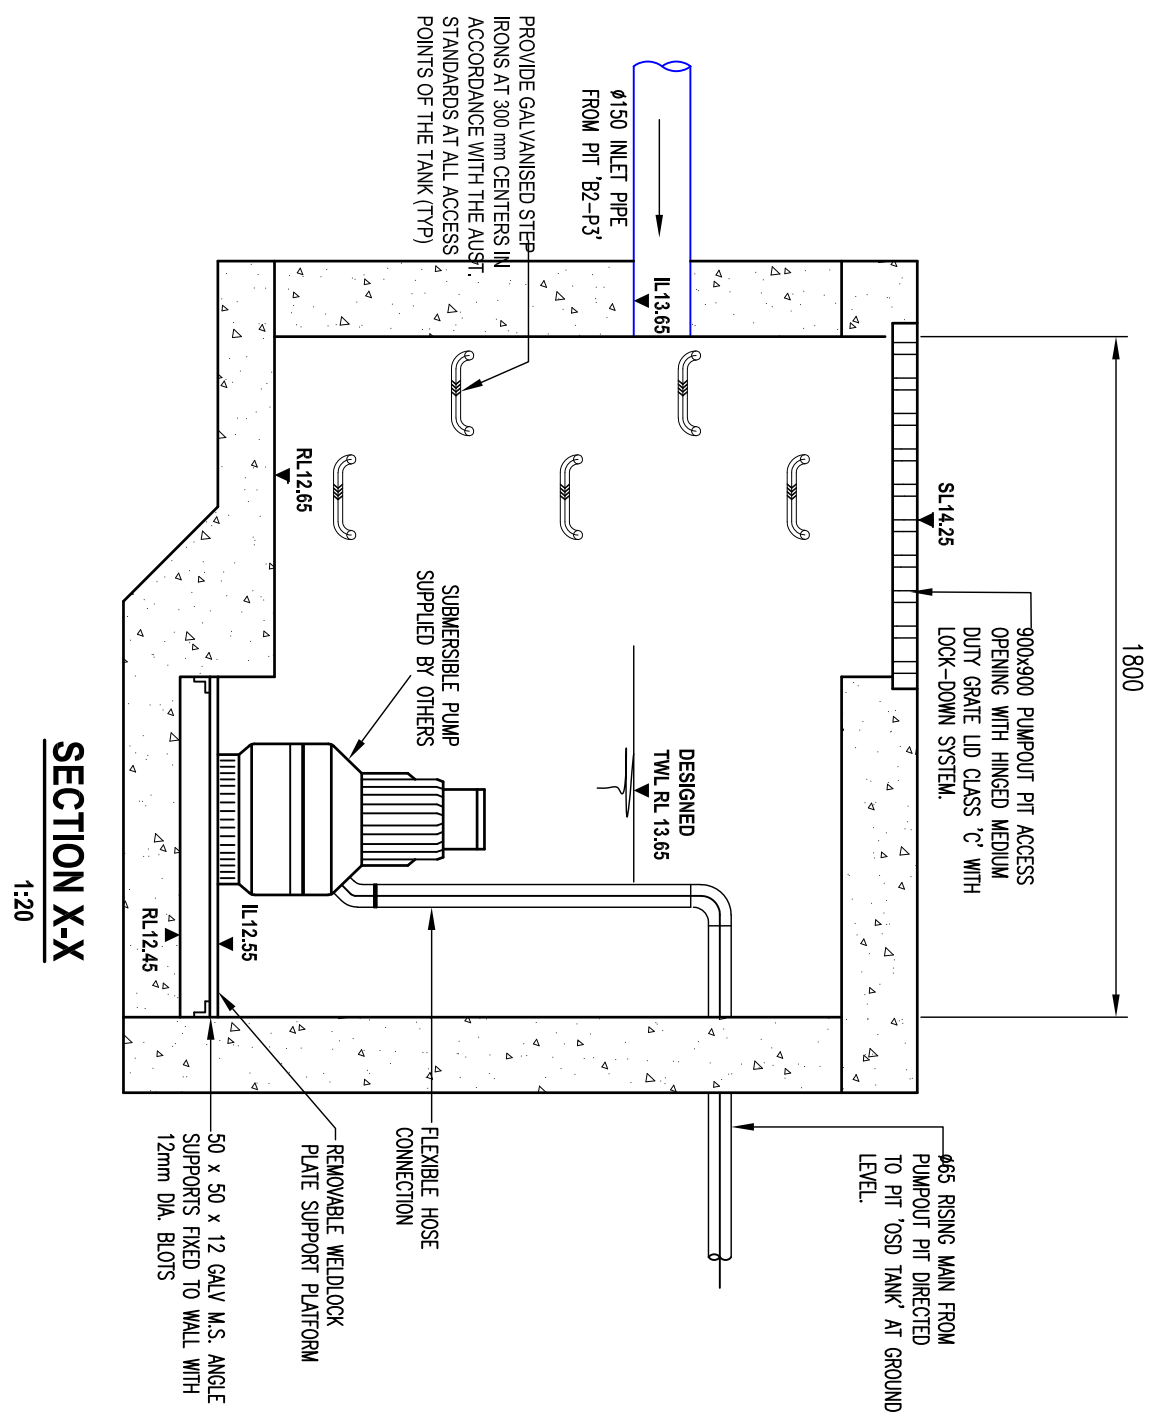 1800
900x900 PUMPOUT PIT ACCESS
OPENING WITH HINGED MEDIUM
DUTY GRATE LID CLASS 'C' WITH
LOCK-DOWN SYSTEM.
SL14.25
Ø65 RISING MAIN FROM
PUMPOUT PIT DIRECTED
TO PIT 'OSD TANK' AT GROUND
LEVEL.
Ø150 INLET PIPE
FROM PIT 'B2-P3'
IL13.65
DESIGNED
TWL RL 13.65
PROVIDE GALVANISED STEP
IRONS AT 300 mm CENTERS IN
ACCORDANCE WITH THE AUST.
STANDARDS AT ALL ACCESS
POINTS OF THE TANK (TYP)
SUBMERSIBLE PUMP
SUPPLIED BY OTHERS
FLEXIBLE HOSE
CONNECTION
RL12.65
REMOVABLE WELDLOCK
PLATE SUPPORT PLATFORM
IL12.55
RL12.45
50 x 50 x 12 GALV M.S. ANGLE
SUPPORTS FIXED TO WALL WITH
12mm DIA. BLOTS
SECTION X-X
1:20